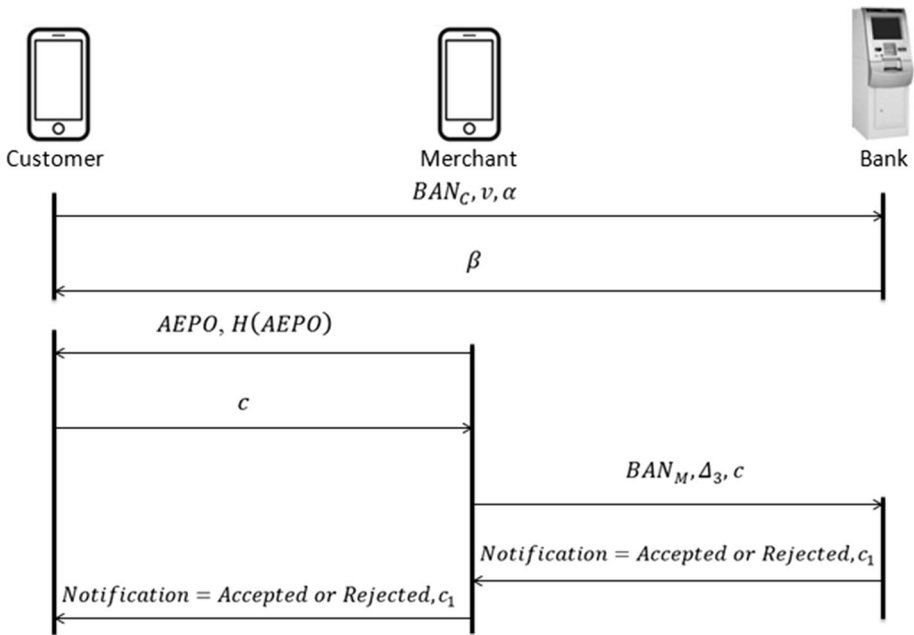 Customer
Merchant
Bank
BAN_C, υ, α
β
AEPO, H(AEPO)
c
BAN_M, Δ_3, c
Notification = Accepted or Rejected, c_1
Notification = Accepted or Rejected, c_1